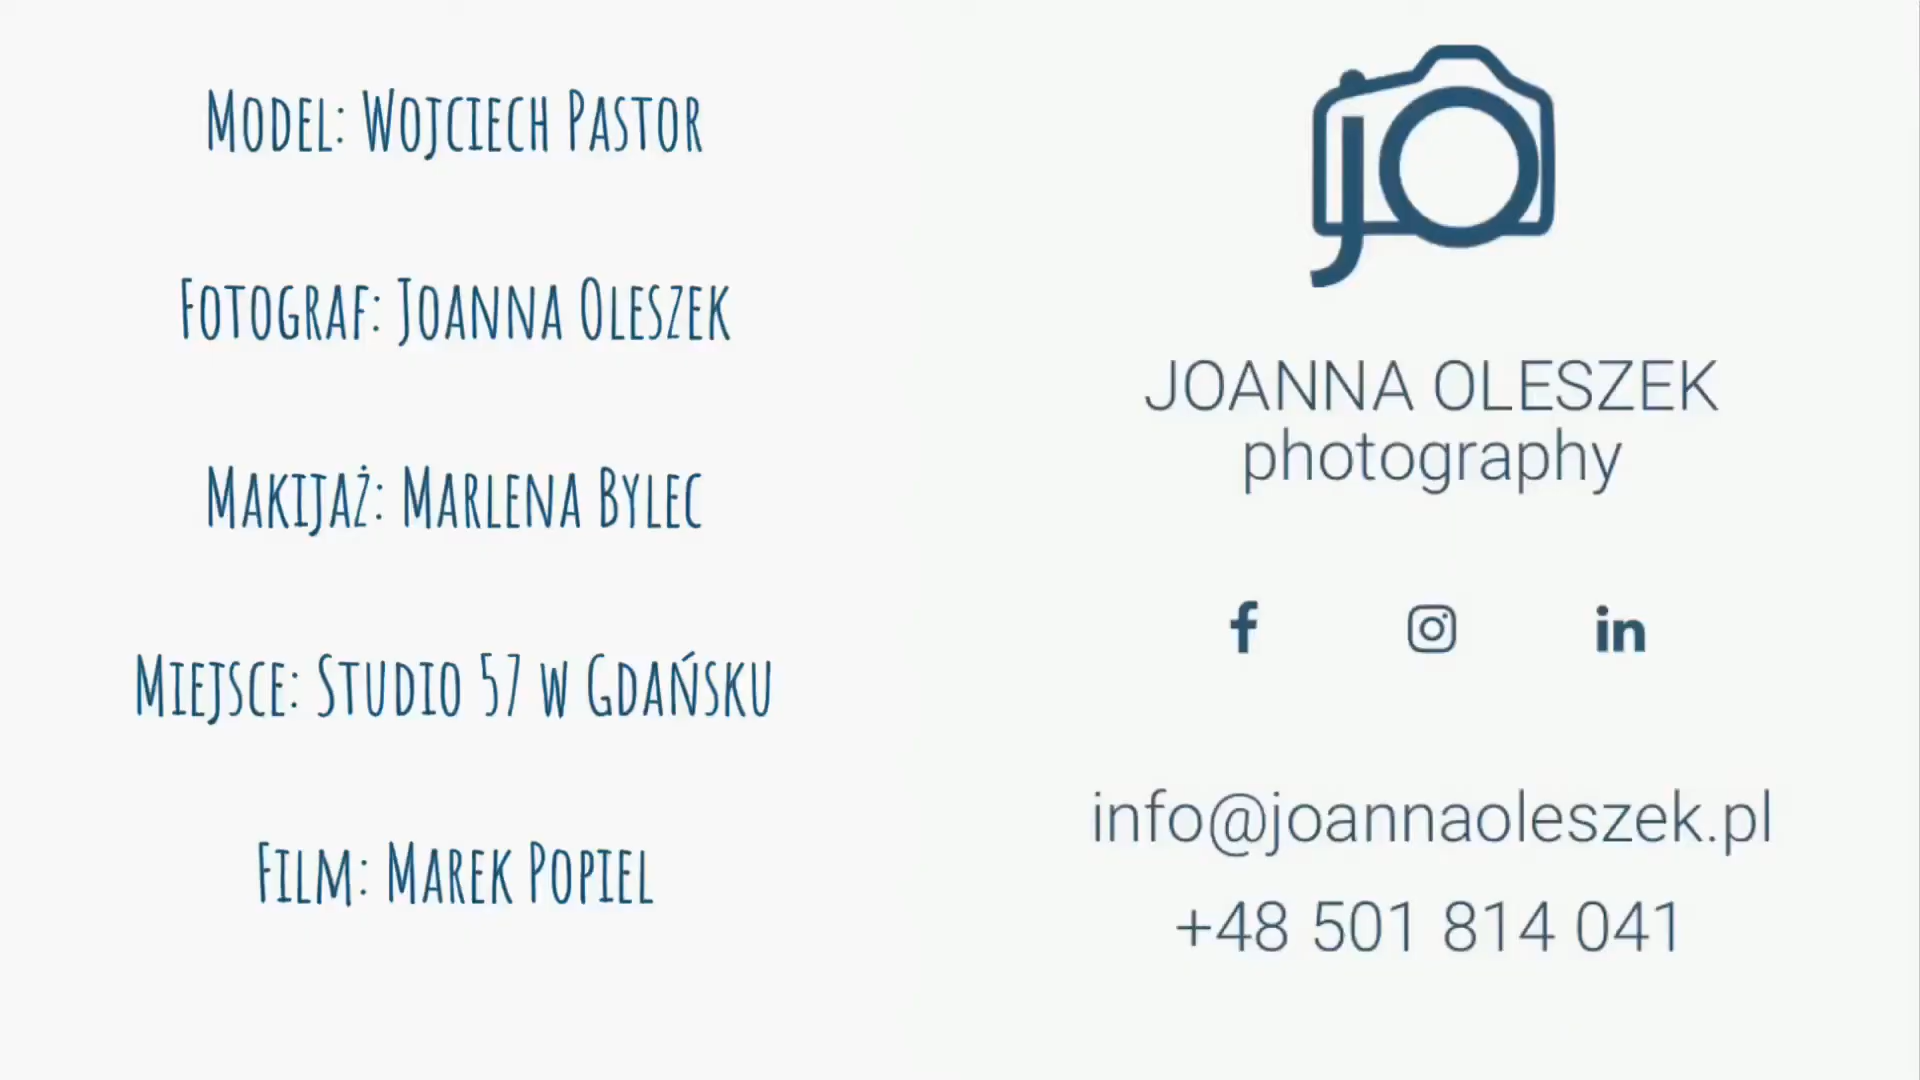 Model: Wojciech Pastor
Fotograf: Joanna Oleszek
Makijaż: Marlena Bylec
Miejsce: Studio 57 w Gdańsku
Film: Marek Popiel
jo
JOANNA OLESZEK
photography
f
in
info@joannaoleszek.pl
+48 501 814 041